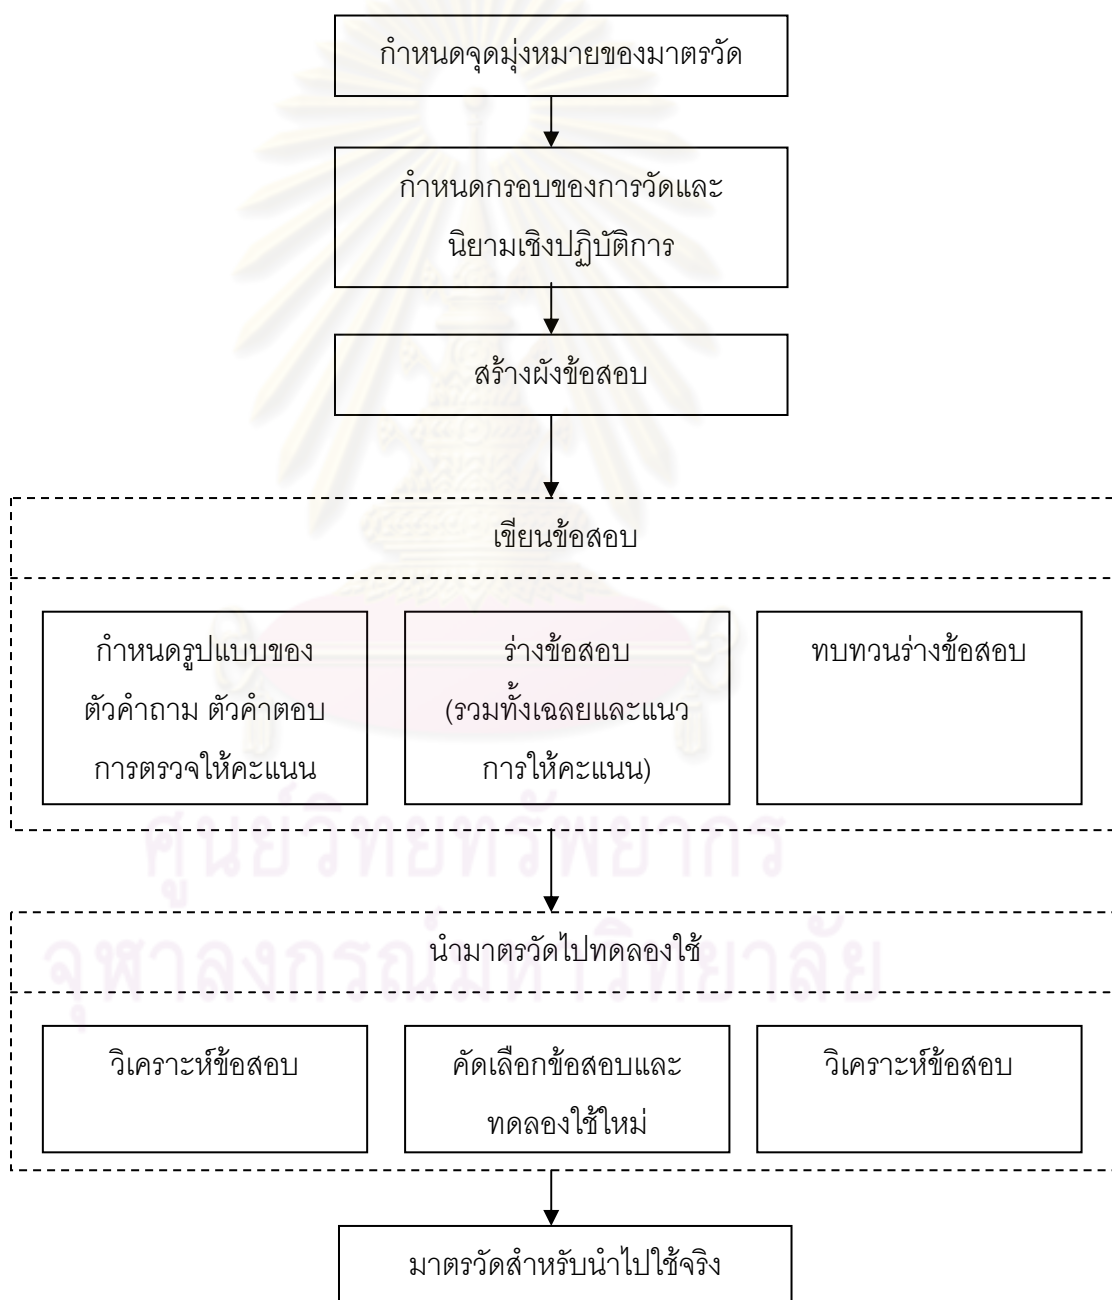 กำหนดจุดมุ่งหมายของมาตรวัด
กำหนดกรอบของการวัดและ
นิยามเชิงปฏิบัติการ
สร้างผังข้อสอบ
เขียนข้อสอบ
กำหนดรูปแบบของ
ตัวคำถาม ตัวคำตอบ
การตรวจให้คะแนน
ร่างข้อสอบ
(รวมทั้งเฉลยและแนว
การให้คะแนน)
ทบทวนร่างข้อสอบ
ศูนย์วิทยทรัพยากร
จุฬาลงกรณ์มหาวิทยาลัย
นำมาตรวัดไปทดลองใช้
วิเคราะห์ข้อสอบ
คัดเลือกข้อสอบและ
ทดลองใช้ใหม่
วิเคราะห์ข้อสอบ
มาตรวัดสำหรับนำไปใช้จริง